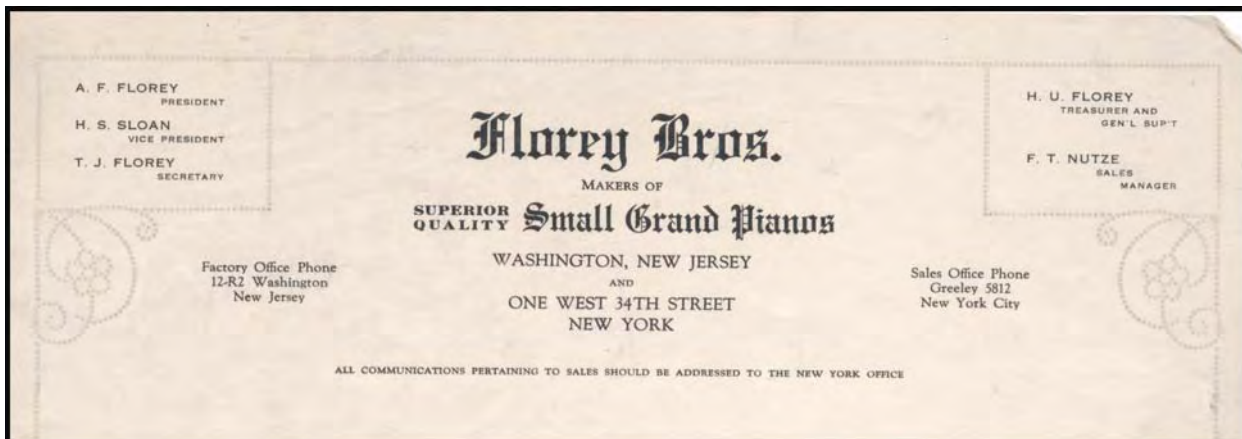 A. F. FLOREY
PRESIDENT
H. S. SLOAN
VICE PRESIDENT
T. J. FLOREY
SECRETARY
H. U. FLOREY
TREASURER AND
GEN'L SUP'T
F. T. NUTZE
SALES
MANAGER
Florey Bros.
MAKERS OF
SUPERIOR QUALITY Small Grand Pianos
WASHINGTON, NEW JERSEY
AND
ONE WEST 34TH STREET
NEW YORK
Factory Office Phone
12-R2 Washington
New Jersey
Sales Office Phone
Greeley 5812
New York City
ALL COMMUNICATIONS PERTAINING TO SALES SHOULD BE ADDRESSED TO THE NEW YORK OFFICE